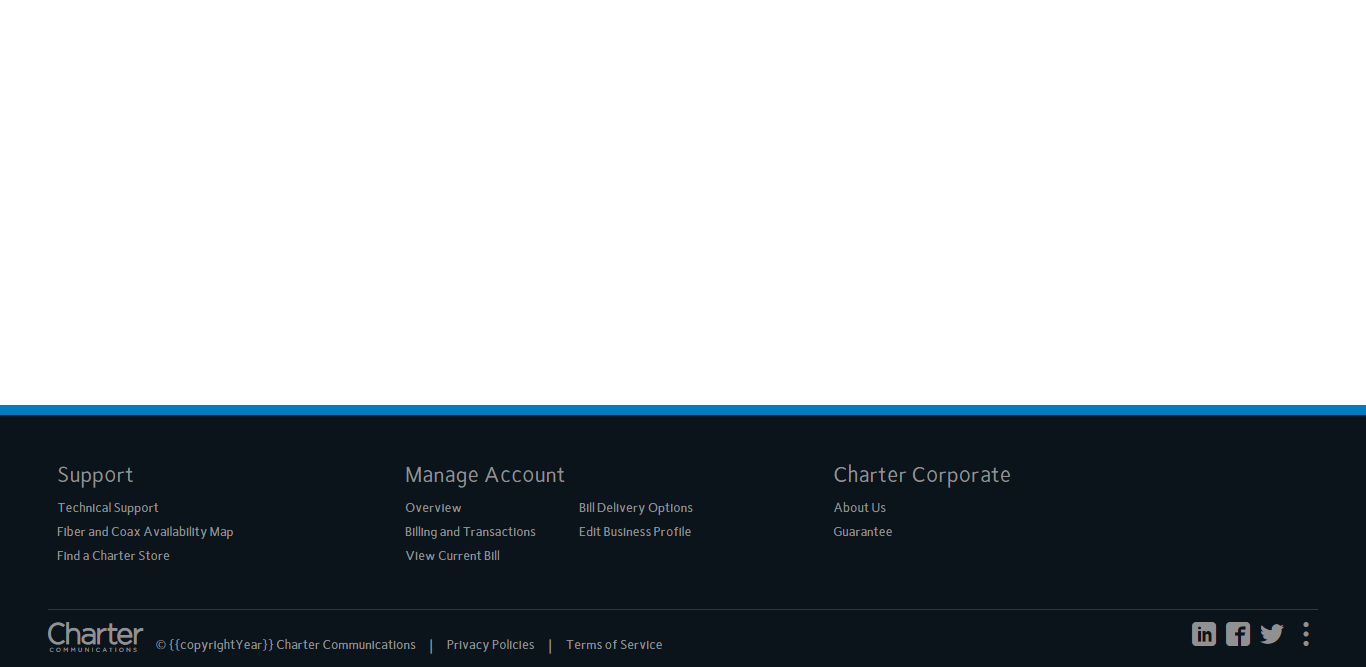 Support
Technical Support
Fiber and Coax Availability Map
Find a Charter Store
Manage Account
Overview
Billing and Transactions
View Current Bill
Bill Delivery Options
Edit Business Profile
Charter Corporate
About Us
Guarantee
Charter
COMMUNICATIONS
© {{copyrightYear}} Charter Communications | Privacy Policies | Terms of Service
in